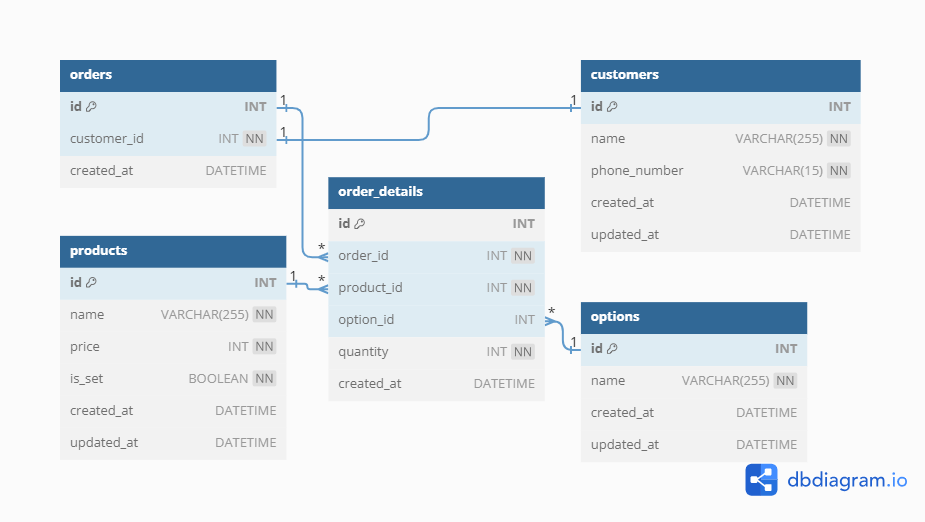 orders
id INT
customer_id INT NN
created_at DATETIME
1
1
customers
1
id INT
name VARCHAR(255) NN
phone_number VARCHAR(15) NN
created_at DATETIME
updated_at DATETIME
order_details
id INT
* order_id INT NN
* product_id INT NN
option_id INT *
quantity INT NN
created_at DATETIME
products
id INT 1
name VARCHAR(255) NN
price INT NN
is_set BOOLEAN NN
created_at DATETIME
updated_at DATETIME
options
1 id INT
name VARCHAR(255) NN
created_at DATETIME
updated_at DATETIME
dbdiagram.io